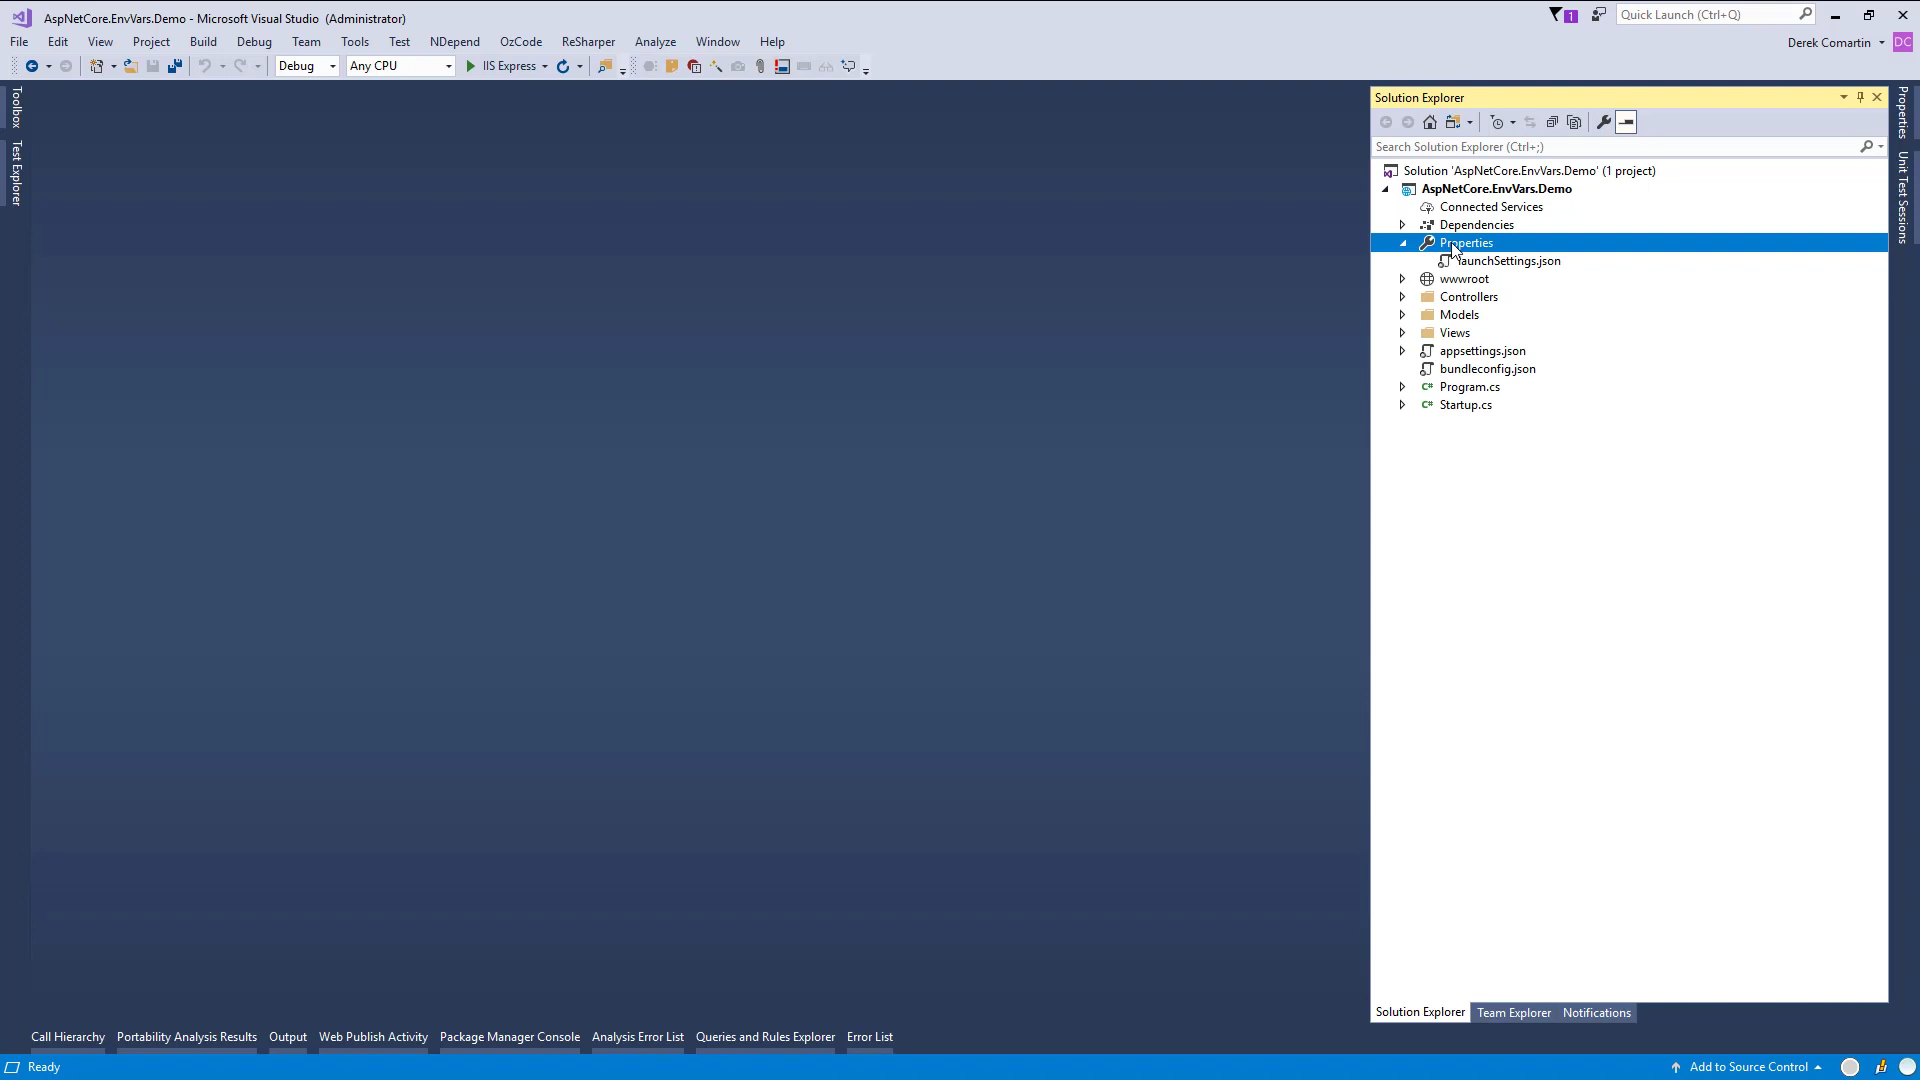 AspNetCore.EnvVars.Demo - Microsoft Visual Studio (Administrator)
1
Quick Launch (Ctrl+Q)
File Edit View Project Build Debug Team Tools Test NDepend OzCode ReSharper Analyze Window Help
Derek Comartin
DC
Debug
Any CPU
IIS Express
Toolbox
Test Explorer
Solution Explorer
Search Solution Explorer (Ctrl+;)
Solution 'AspNetCore.EnvVars.Demo' (1 project)
AspNetCore.EnvVars.Demo
Connected Services
Dependencies
Properties
launchSettings.json
wwwroot
Controllers
Models
Views
appsettings.json
bundleconfig.json
C# Program.cs
C# Startup.cs
Properties
Unit Test Sessions
Solution Explorer Team Explorer Notifications
Call Hierarchy Portability Analysis Results Output Web Publish Activity Package Manager Console Analysis Error List Queries and Rules Explorer Error List
Ready
Add to Source Control